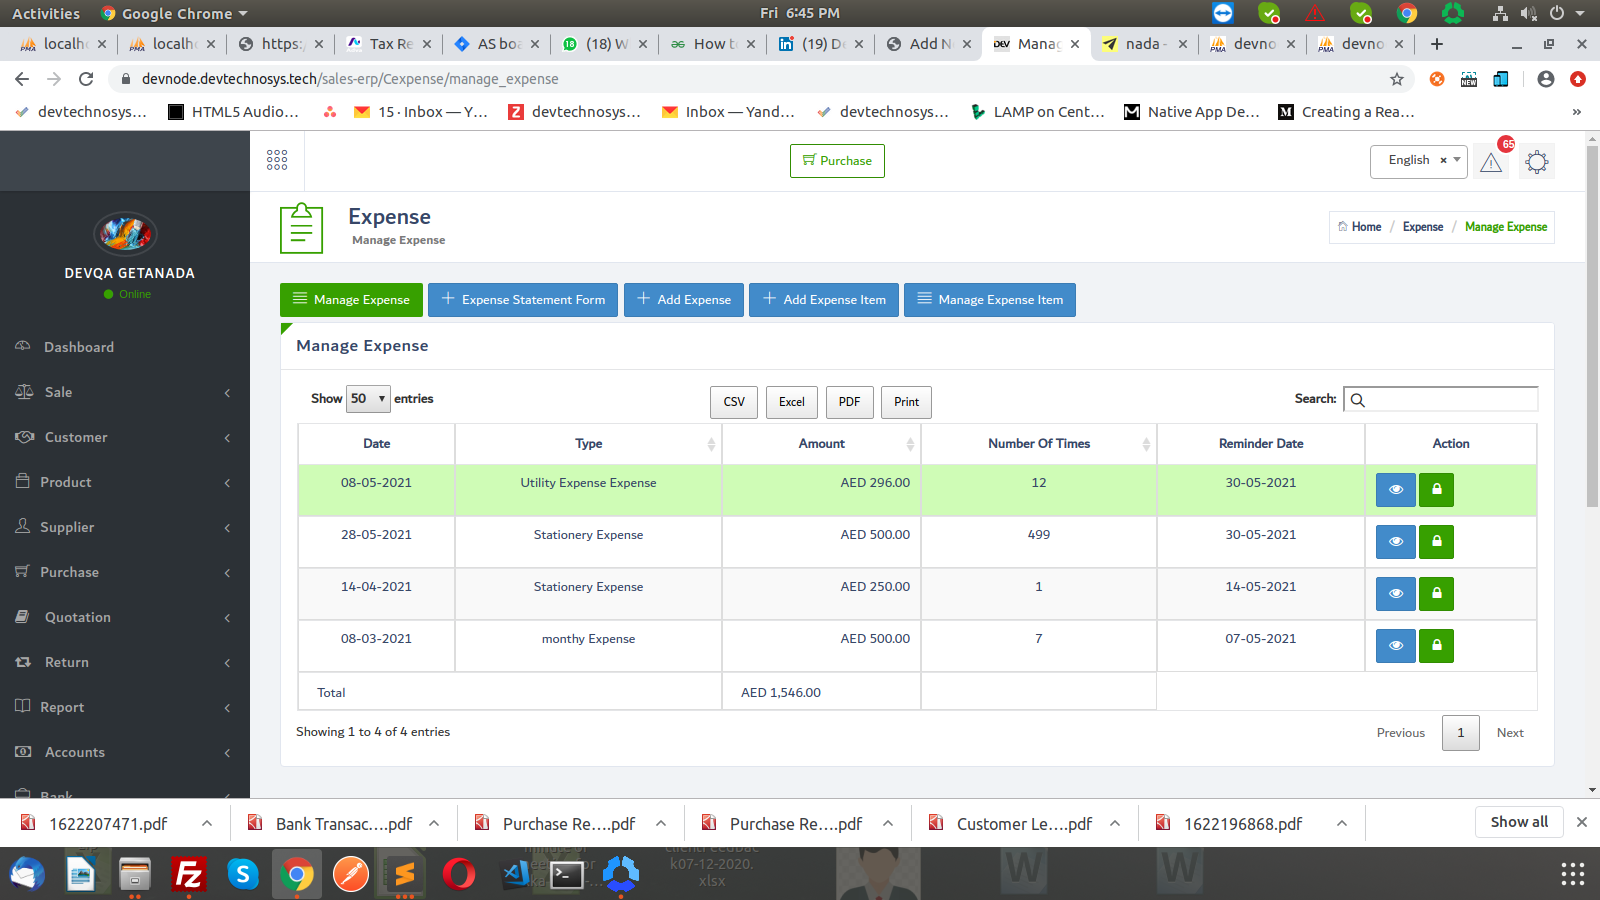 Activities Google Chrome Fri 6:45 PM
localh localh https: Tax Re AS boa (18) W How t (19) D Add N Manag nada - devno devno
devnode.devtechnosys.tech/sales-erp/Cexpense/manage_expense
devtechnosys... HTML5 Audio... 15 · Inbox — Y... devtechnosys... Inbox — Yand... devtechnosys... LAMP on Cent... Native App De... Creating a Rea... »
Purchase
English × 65
Expense
Manage Expense
Home / Expense / Manage Expense
DEVQA GETANADA
Online
Dashboard
Sale
Customer
Product
Supplier
Purchase
Quotation
Return
Report
Accounts
Bank
Manage Expense Expense Statement Form Add Expense Add Expense Item Manage Expense Item
Manage Expense
Show 50 entries CSV Excel PDF Print Search:
Date Type Amount Number Of Times Reminder Date Action
08-05-2021 Utility Expense Expense AED 296.00 12 30-05-2021
28-05-2021 Stationery Expense AED 500.00 499 30-05-2021
14-04-2021 Stationery Expense AED 250.00 1 14-05-2021
08-03-2021 monthy Expense AED 500.00 7 07-05-2021
Total AED 1,546.00
Showing 1 to 4 of 4 entries Previous 1 Next
1622207471.pdf Bank Transac....pdf Purchase Re....pdf Purchase Re....pdf Customer Le....pdf 1622196868.pdf Show all
k07-12-2020.
xlsx